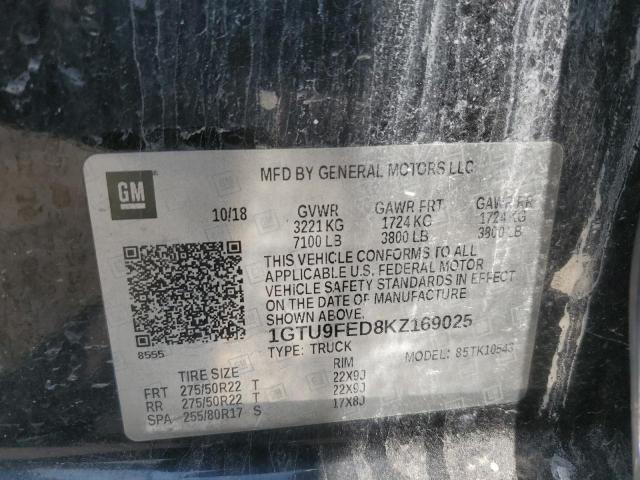 GM
MFD BY GENERAL MOTORS LLC
10/18 GVWR GAWR FRT GAWR RR
3221 KG 1724 KG 1724 KG
7100 LB 3800 LB 3800 LB
THIS VEHICLE CONFORMS TO ALL
APPLICABLE U.S. FEDERAL MOTOR
VEHICLE SAFETY STANDARDS IN EFFECT
ON THE DATE OF MANUFACTURE
SHOWN ABOVE.
1GTU9FED8KZ169025
8555
TYPE: TRUCK MODEL: 85TK10543
TIRE SIZE RIM
FRT 275/50R22 T 22X9J
RR 275/50R22 T 22X9J
SPA 255/80R17 S 17X8J